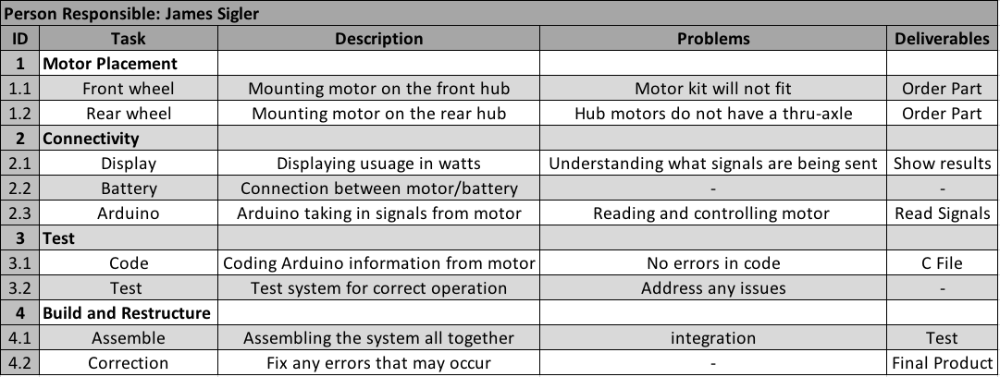 Person Responsible: James Sigler
ID Task Description Problems Deliverables
1 Motor Placement
1.1 Front wheel Mounting motor on the front hub Motor kit will not fit Order Part
1.2 Rear wheel Mounting motor on the rear hub Hub motors do not have a thru-axle Order Part
2 Connectivity
2.1 Display Displaying usuage in watts Understanding what signals are being sent Show results
2.2 Battery Connection between motor/battery - -
2.3 Arduino Arduino taking in signals from motor Reading and controlling motor Read Signals
3 Test
3.1 Code Coding Arduino information from motor No errors in code C File
3.2 Test Test system for correct operation Address any issues -
4 Build and Restructure
4.1 Assemble Assembling the system all together integration Test
4.2 Correction Fix any errors that may occur - Final Product